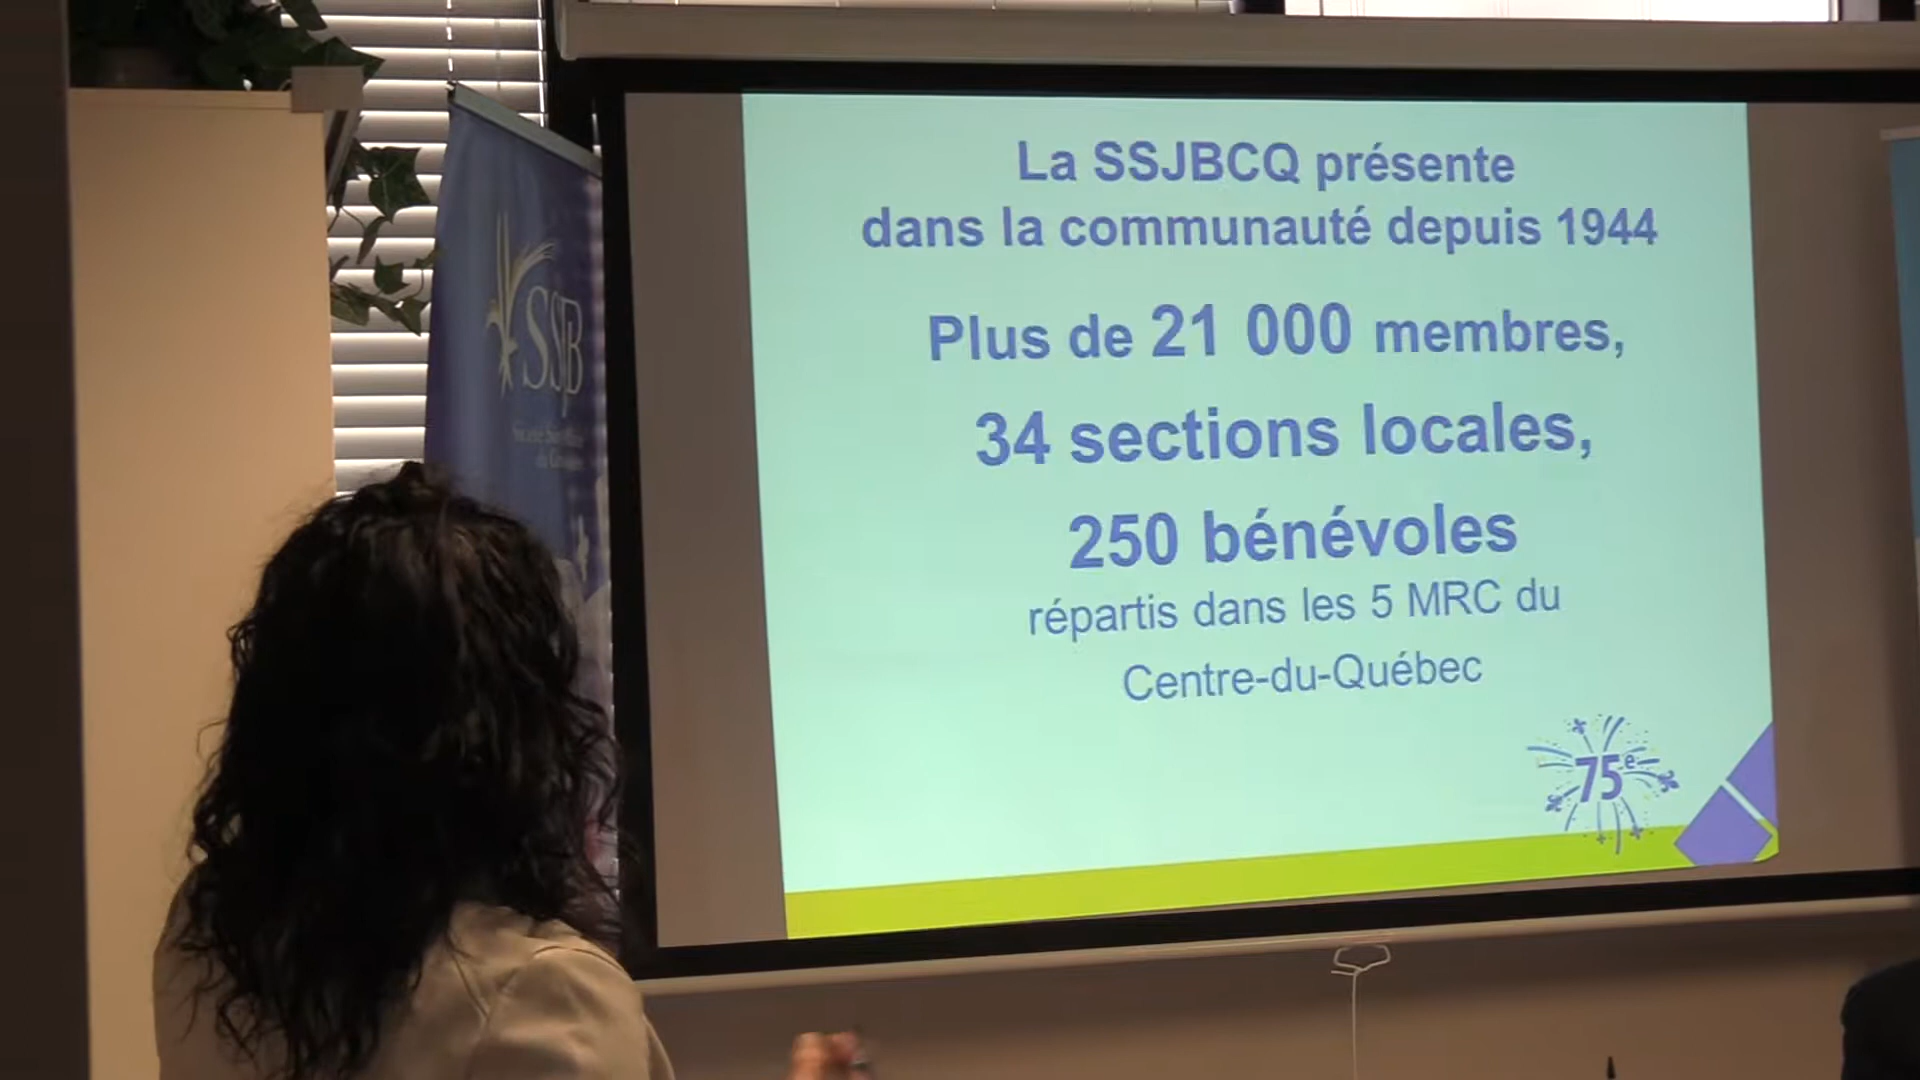 La SSJBCQ présente
dans la communauté depuis 1944
Plus de 21 000 membres,
34 sections locales,
250 bénévoles
répartis dans les 5 MRC du
Centre-du-Québec
75e
SSJB